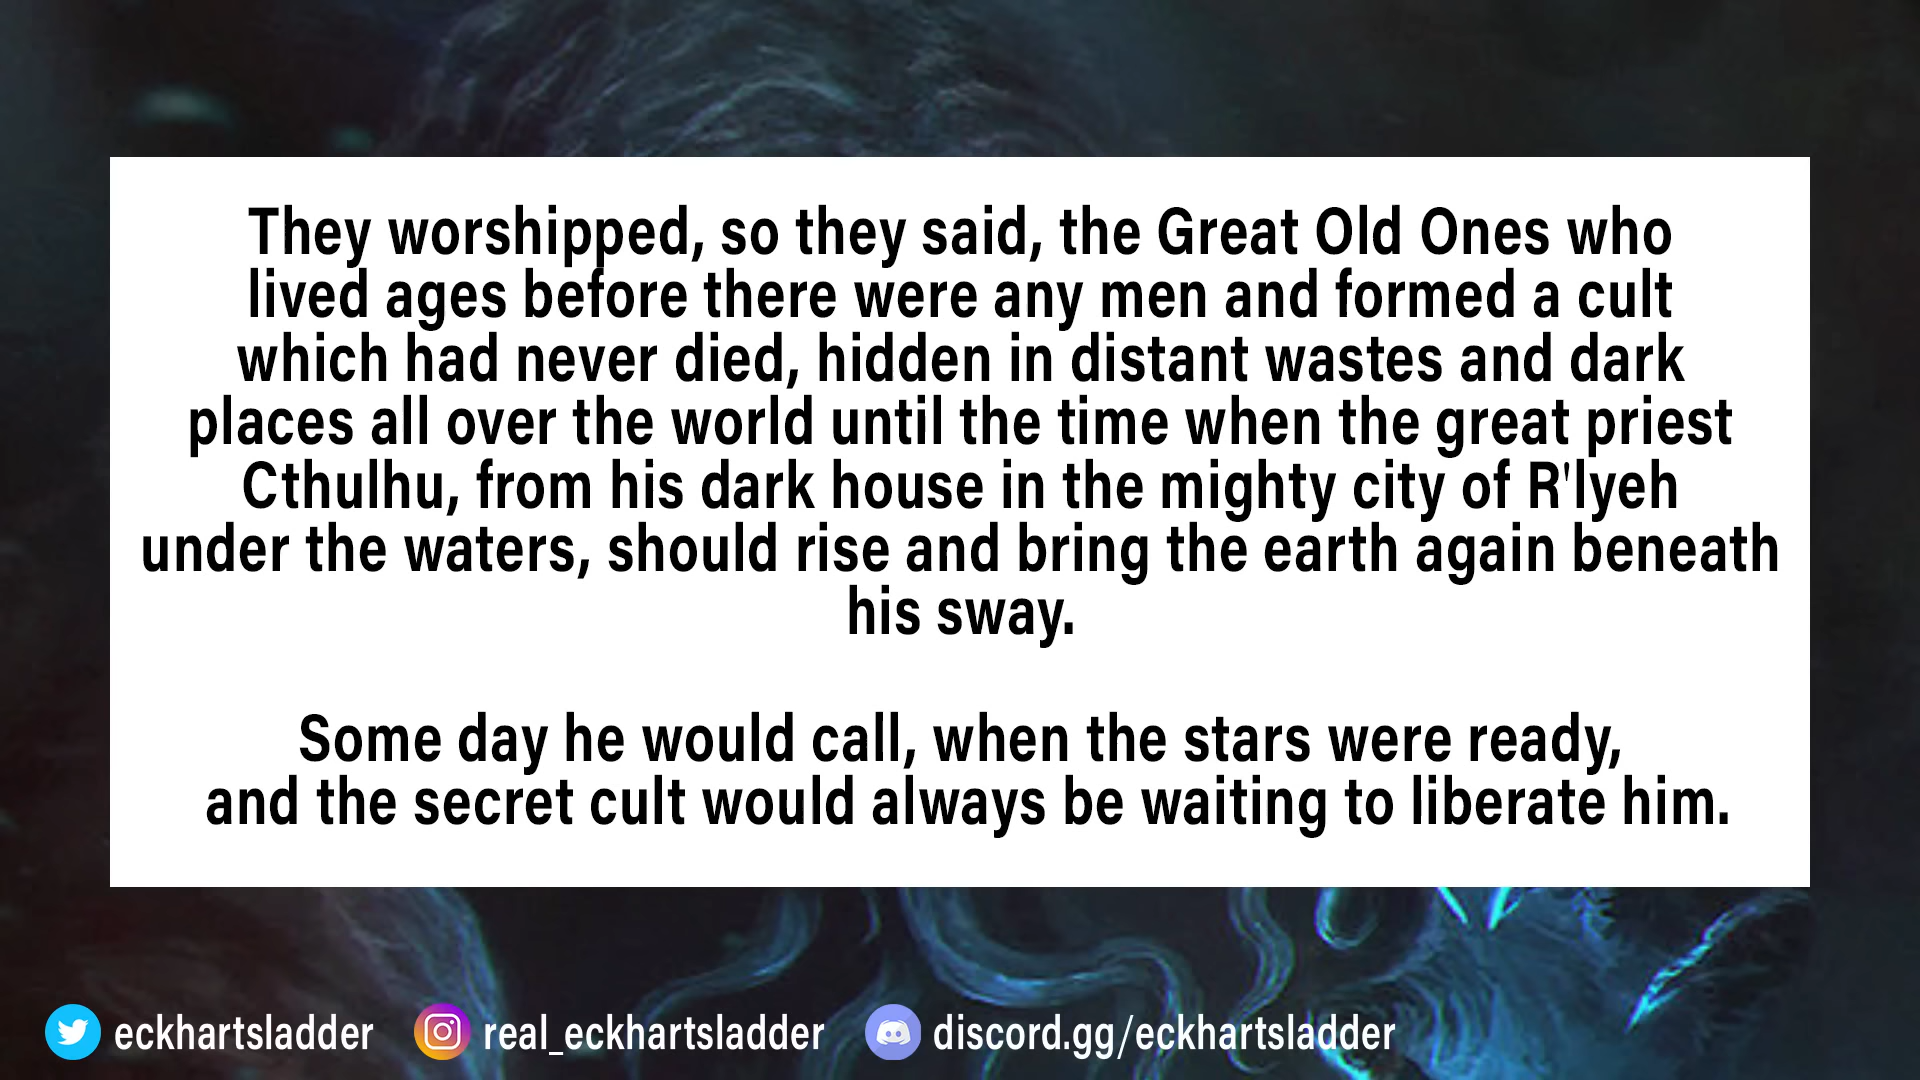 They worshipped, so they said, the Great Old Ones who
lived ages before there were any men and formed a cult
which had never died, hidden in distant wastes and dark
places all over the world until the time when the great priest
Cthulhu, from his dark house in the mighty city of R'lyeh
under the waters, should rise and bring the earth again beneath
his sway.
Some day he would call, when the stars were ready,
and the secret cult would always be waiting to liberate him.
eckhartsladder real_eckhartsladder discord.gg/eckhartsladder